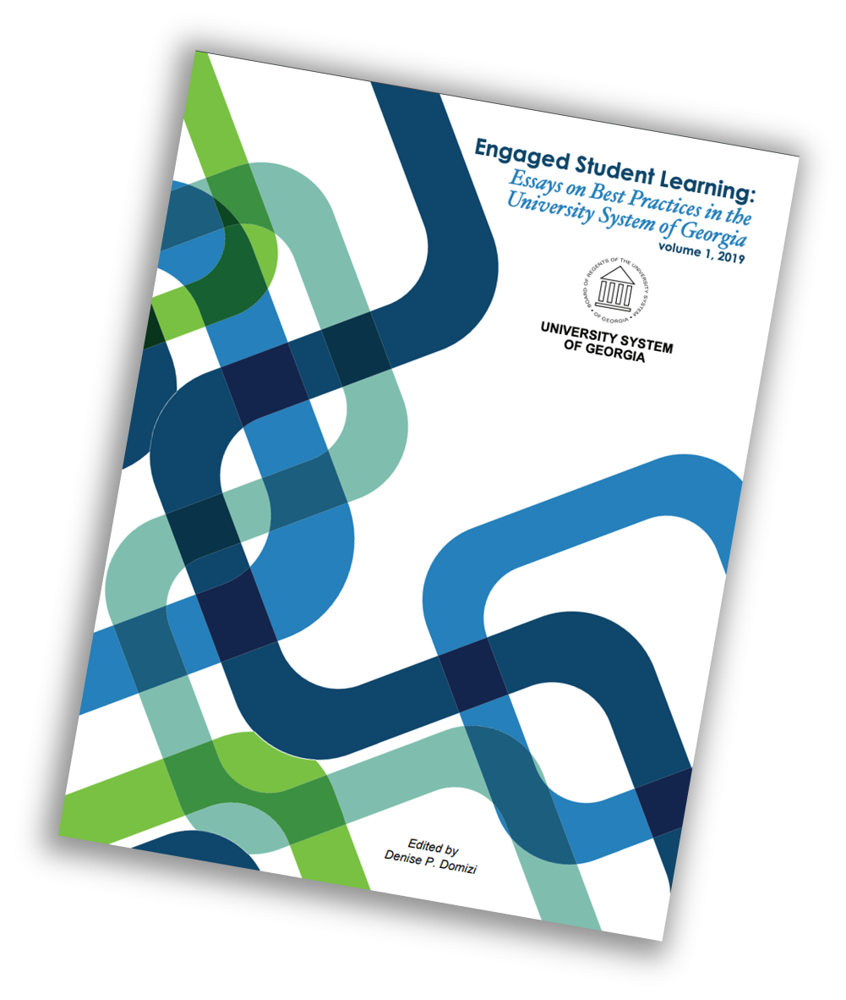 Engaged Student Learning:
Essays on Best Practices in the
University System of Georgia
volume 1, 2019
BOARD OF REGENTS OF THE UNIVERSITY SYSTEM • OF GEORGIA •
UNIVERSITY SYSTEM
OF GEORGIA
Edited by
Denise P. Domizi